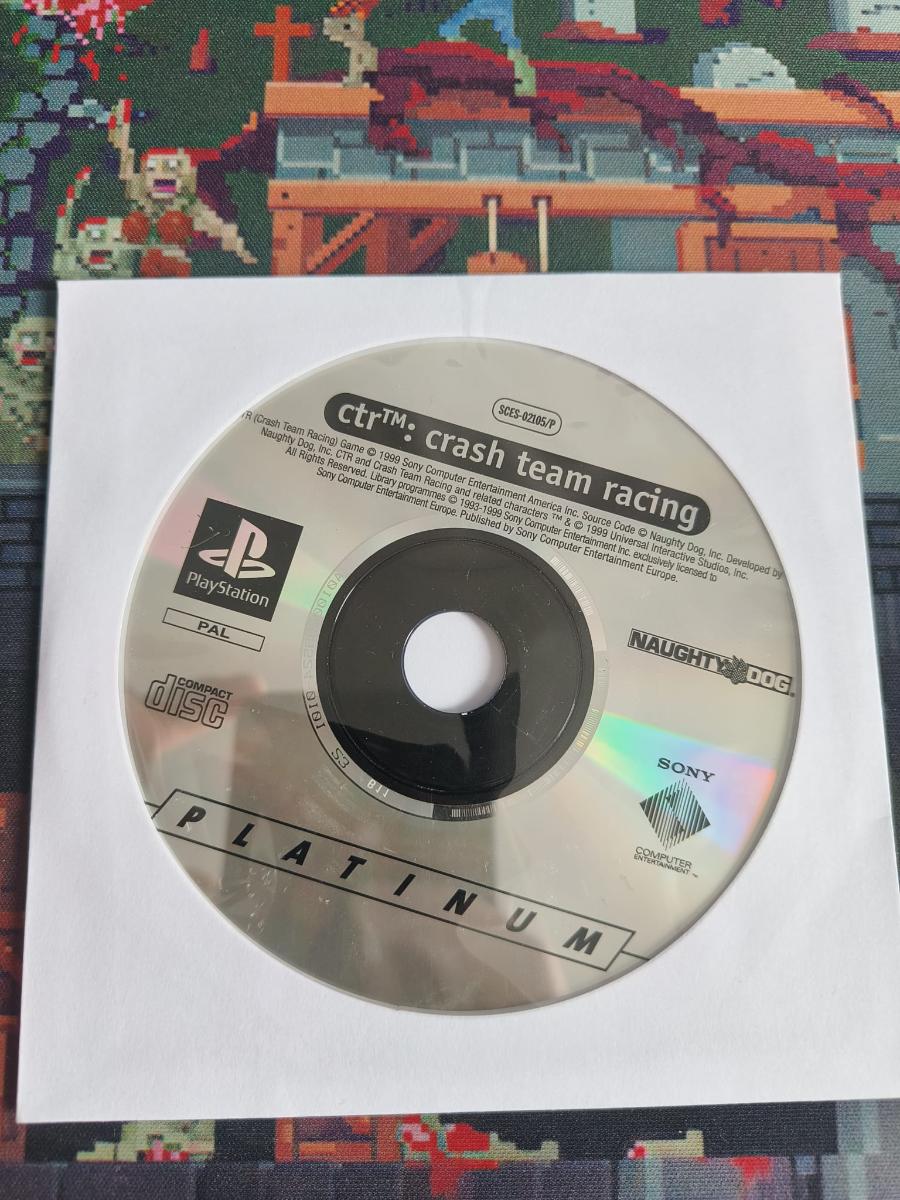 SCES-02105/P
ctr™: crash team racing
(Crash Team Racing) Game © 1999 Sony Computer Entertainment America Inc. Source Code © Naughty Dog, Inc. Developed by
Naughty Dog, Inc. CTR and Crash Team Racing and related characters ™ & © 1999 Universal Interactive Studios, Inc.
All Rights Reserved. Library programmes © 1993-1999 Sony Computer Entertainment Inc. exclusively licensed to
Sony Computer Entertainment Europe. Published by Sony Computer Entertainment Europe.
PlayStation
PAL
NAUGHTY DOG
COMPACT
disc
SONY
COMPUTER
ENTERTAINMENT™
PLATINUM